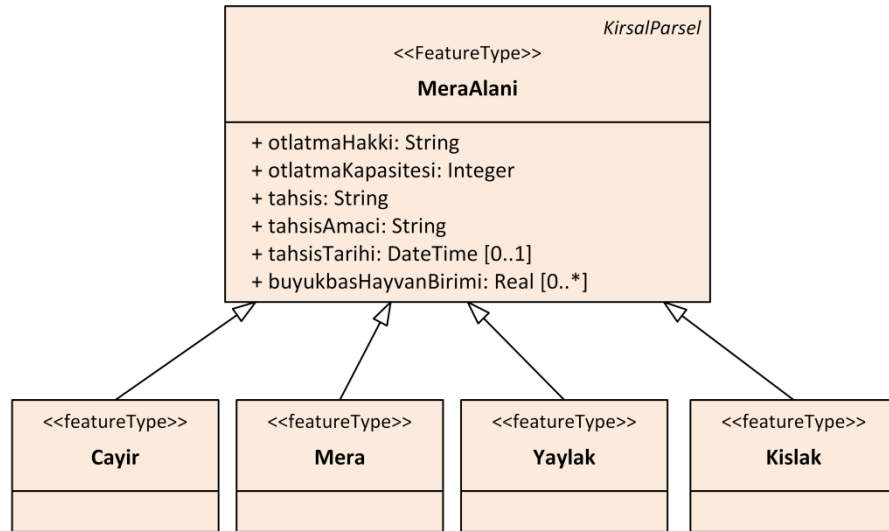 KirsalParsel
<<FeatureType>>
MeraAlani
+ otlatmaHakki: String
+ otlatmaKapasitesi: Integer
+ tahsis: String
+ tahsisAmaci: String
+ tahsisTarihi: DateTime [0..1]
+ buyukbasHayvanBirimi: Real [0..*]
<<featureType>>
Cayir
<<featureType>>
Mera
<<featureType>>
Yaylak
<<featureType>>
Kislak